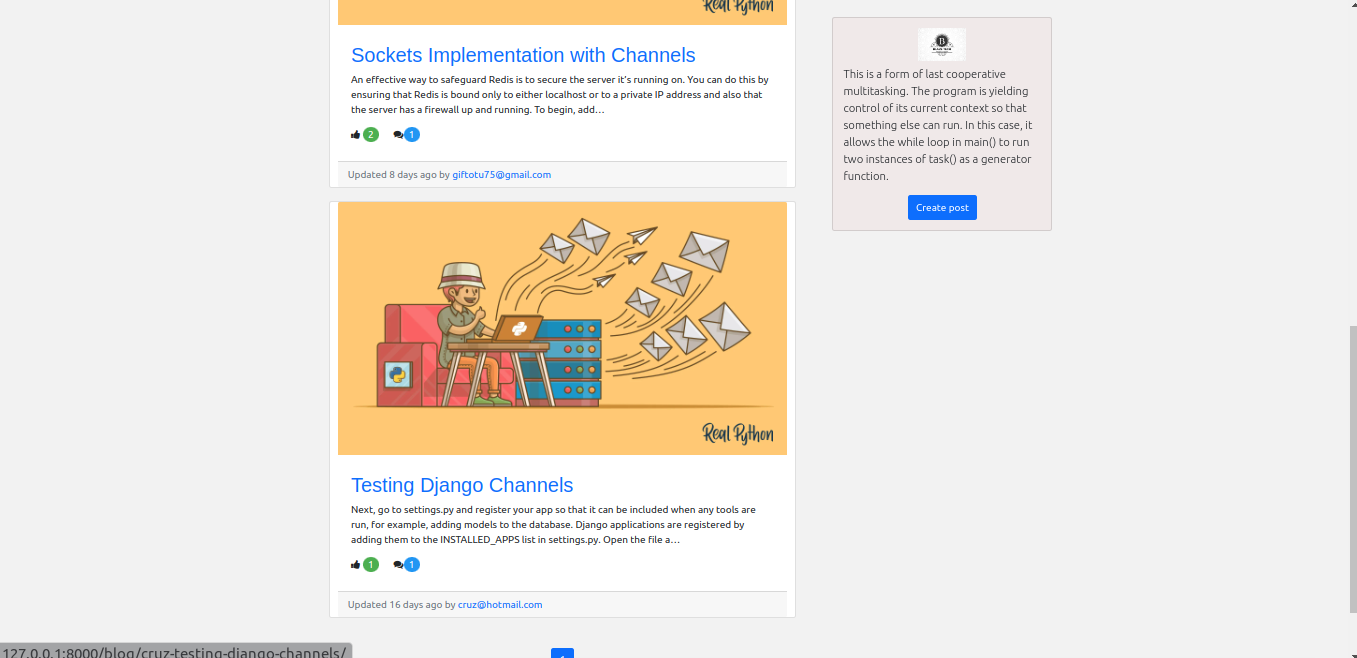 Real Python
Sockets Implementation with Channels
An effective way to safeguard Redis is to secure the server it's running on. You can do this by
ensuring that Redis is bound only to either localhost or to a private IP address and also that
the server has a firewall up and running. To begin, add…
2 1
Updated 8 days ago by giftotu75@gmail.com
Real Python
Testing Django Channels
Next, go to settings.py and register your app so that it can be included when any tools are
run, for example, adding models to the database. Django applications are registered by
adding them to the INSTALLED_APPS list in settings.py. Open the file a…
1 1
Updated 16 days ago by cruz@hotmail.com
B
This is a form of last cooperative
multitasking. The program is yielding
control of its current context so that
something else can run. In this case, it
allows the while loop in main() to run
two instances of task() as a generator
function.
Create post
127.0.0.1:8000/blog/cruz-testing-django-channels/